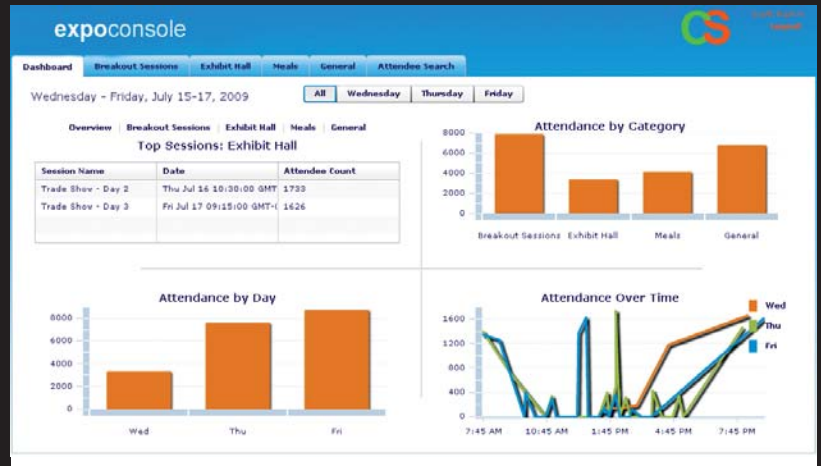 expoconsole
CS
Dashboard Breakout Sessions Exhibit Hall Meals General Attendee Search
Wednesday - Friday, July 15-17, 2009 All Wednesday Thursday Friday
Overview Breakout Sessions Exhibit Hall Meals General
Top Sessions: Exhibit Hall
Session Name Date Attendee Count
Trade Show - Day 2 Thu Jul 16 10:30:00 GMT 1733
Trade Show - Day 3 Fri Jul 17 09:15:00 GMT-( 1626
Attendance by Category
8000
6000
4000
2000
0
Breakout Sessions Exhibit Hall Meals General
Attendance by Day
8000
6000
4000
2000
0
Wed Thu Fri
Attendance Over Time
1600
1200
800
400
0
7:45 AM 10:45 AM 1:45 PM 4:45 PM 7:45 PM
Wed
Thu
Fri